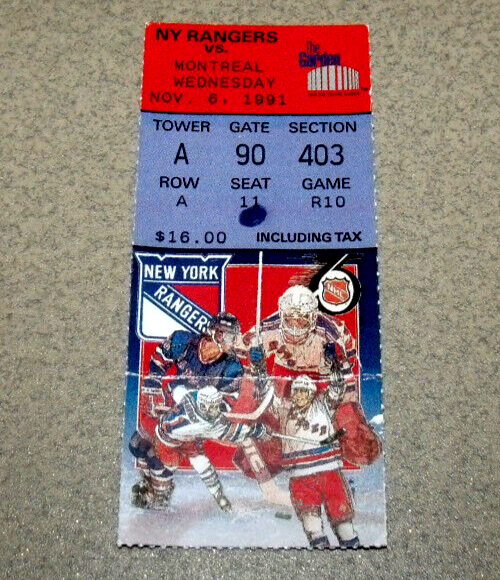 NY RANGERS
VS.
MONTREAL
WEDNESDAY
NOV. 6, 1991
The
Garden
TOWER GATE SECTION
A 90 403
ROW SEAT GAME
A 11 R10
$16.00 INCLUDING TAX
NEW YORK
RANGERS
NHL